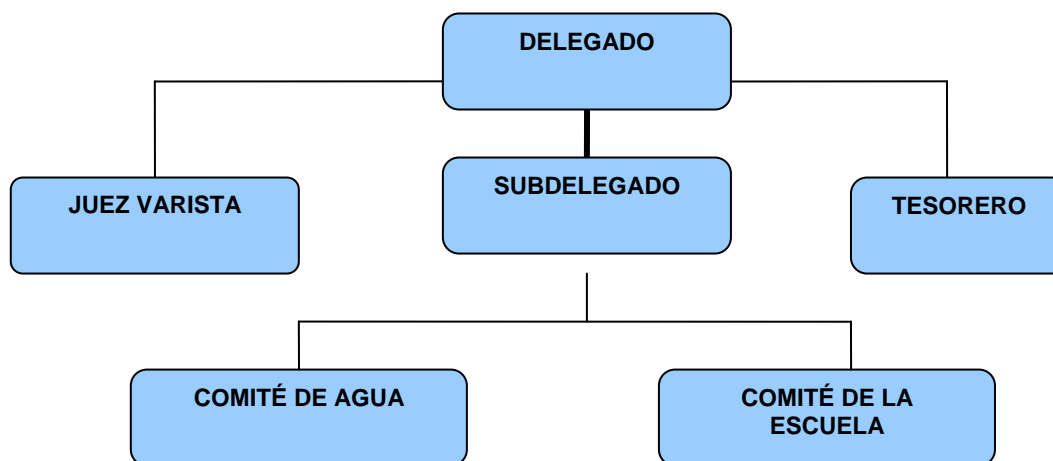 DELEGADO
SUBDELEGADO
JUEZ VARISTA
TESORERO
COMITÉ DE AGUA
COMITÉ DE LA
ESCUELA